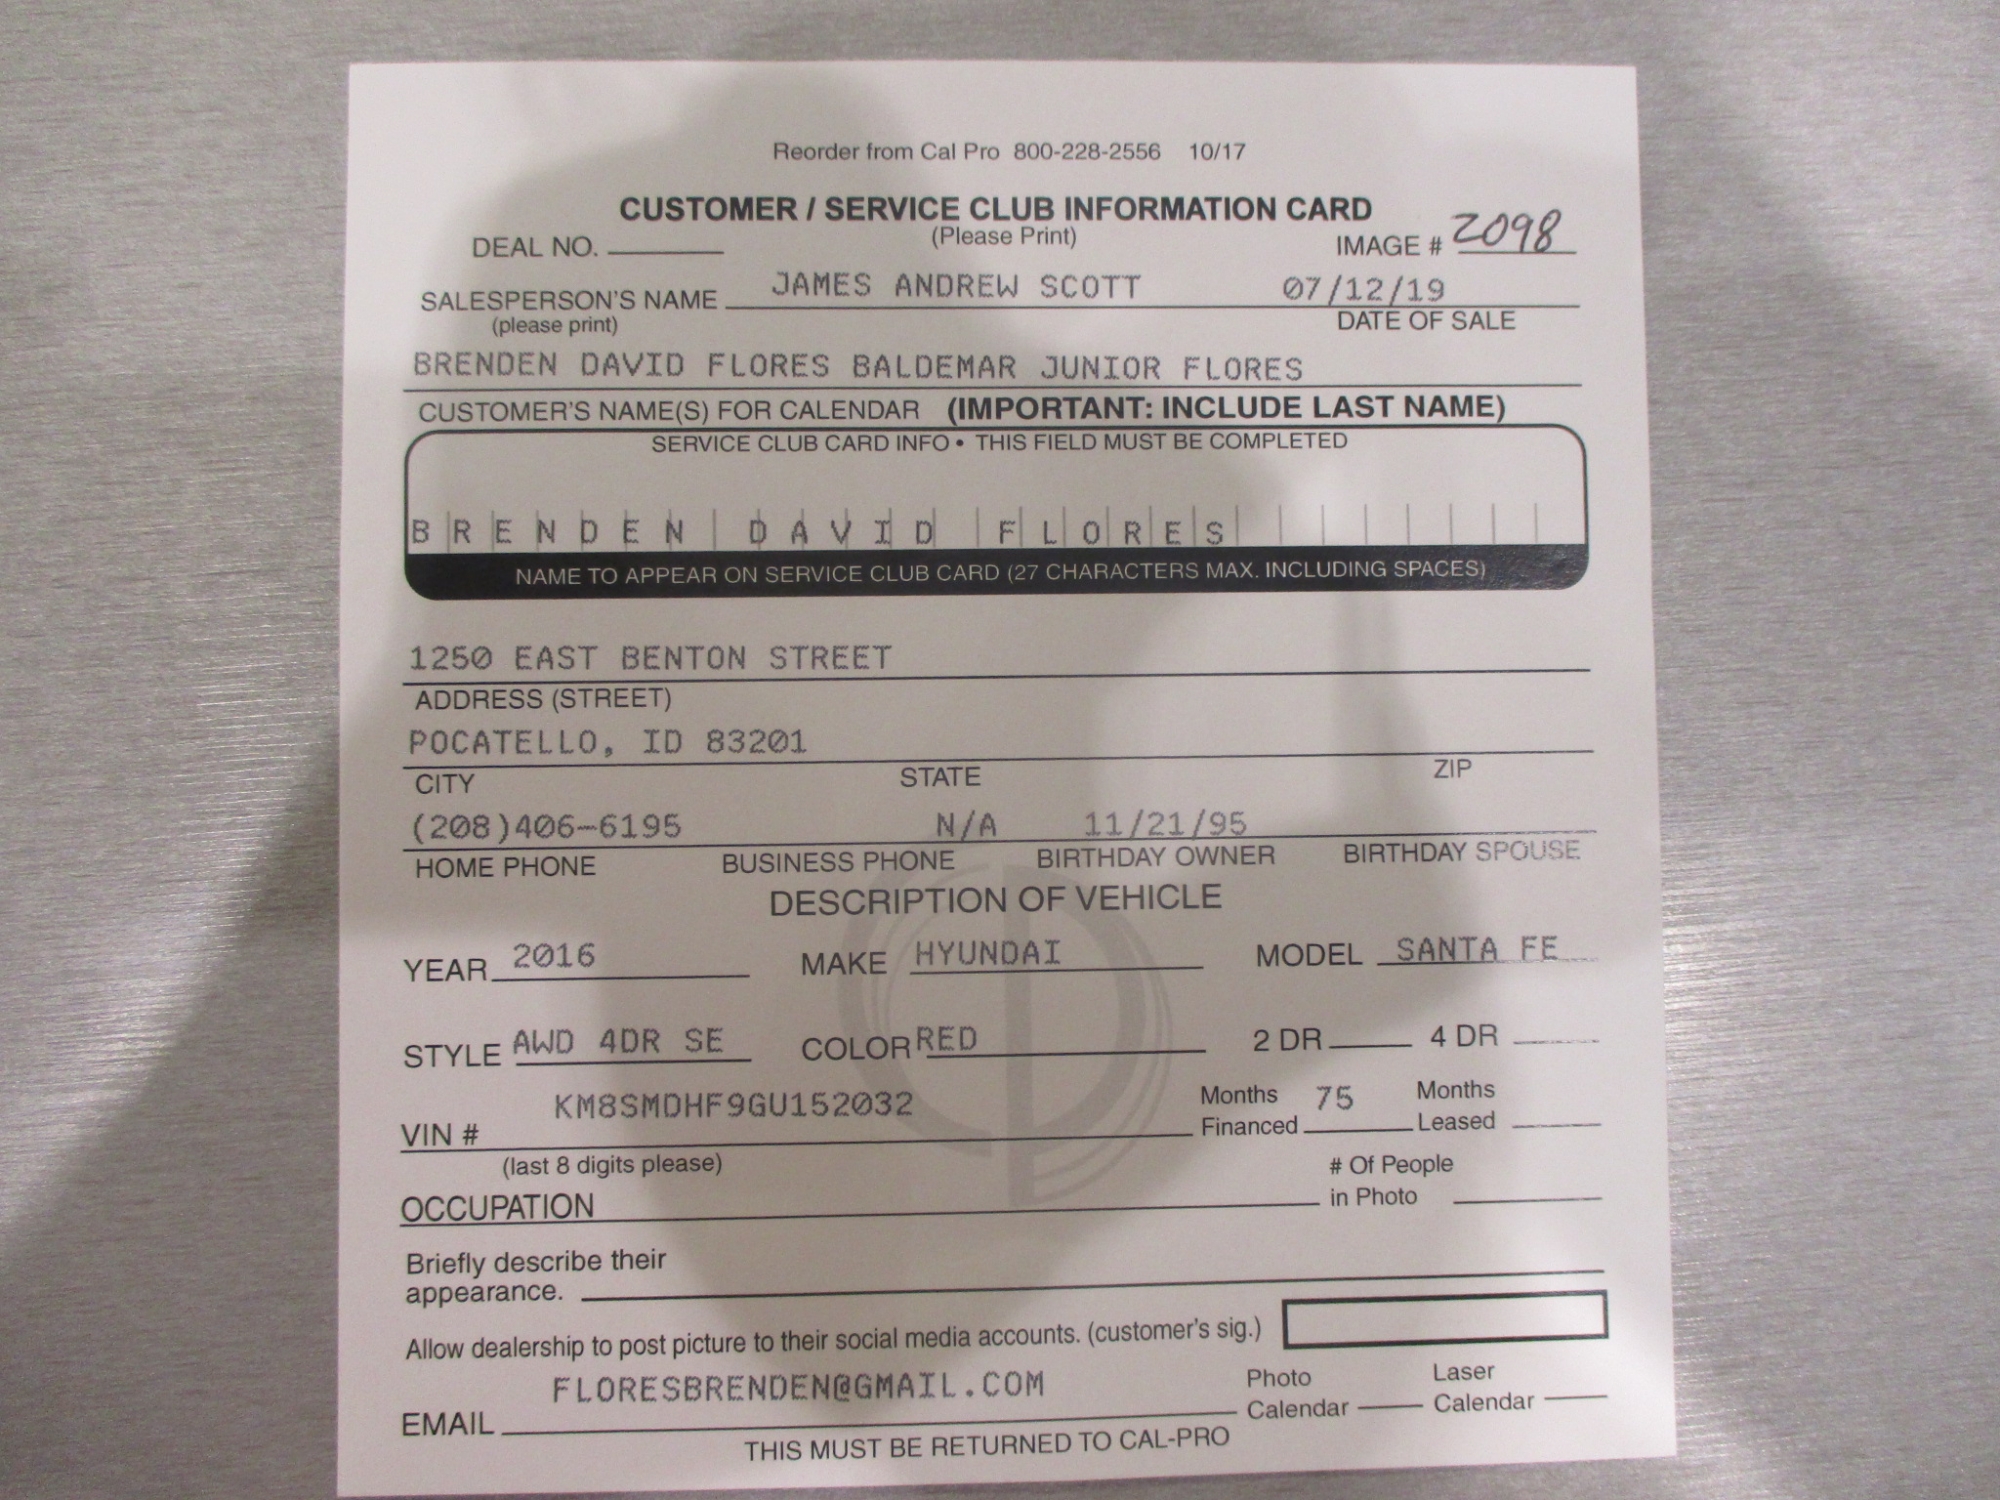 Reorder from Cal Pro 800-228-2556 10/17
CUSTOMER / SERVICE CLUB INFORMATION CARD
(Please Print)
DEAL NO. IMAGE # 2098
SALESPERSON'S NAME JAMES ANDREW SCOTT 07/12/19
(please print) DATE OF SALE
BRENDEN DAVID FLORES BALDEMAR JUNIOR FLORES
CUSTOMER'S NAME(S) FOR CALENDAR (IMPORTANT: INCLUDE LAST NAME)
SERVICE CLUB CARD INFO • THIS FIELD MUST BE COMPLETED
BRENDEN DAVID FLORES
NAME TO APPEAR ON SERVICE CLUB CARD (27 CHARACTERS MAX. INCLUDING SPACES)
1250 EAST BENTON STREET
ADDRESS (STREET)
POCATELLO, ID 83201
CITY STATE ZIP
(208)406-6195 N/A 11/21/95
HOME PHONE BUSINESS PHONE BIRTHDAY OWNER BIRTHDAY SPOUSE
DESCRIPTION OF VEHICLE
YEAR 2016 MAKE HYUNDAI MODEL SANTA FE
STYLE AWD 4DR SE COLOR RED 2 DR 4 DR
VIN # KM8SMDHF9GU152032 Months Financed 75 Months Leased
(last 8 digits please)
OCCUPATION # Of People in Photo
Briefly describe their
appearance.
Allow dealership to post picture to their social media accounts. (customer's sig.)
EMAIL FLORESBRENDEN@GMAIL.COM Photo Calendar Laser Calendar
THIS MUST BE RETURNED TO CAL-PRO